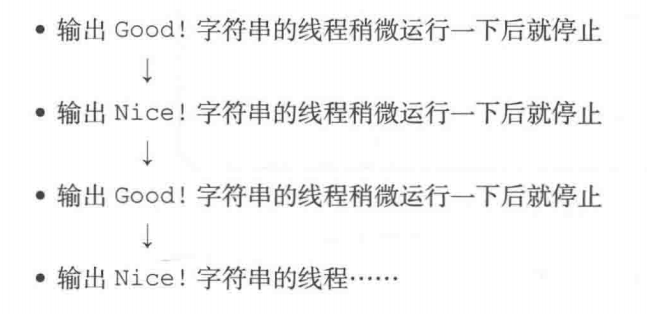 • 输出 Good! 字符串的线程稍微运行一下后就停止
↓
• 输出 Nice! 字符串的线程稍微运行一下后就停止
↓
• 输出 Good! 字符串的线程稍微运行一下后就停止
↓
• 输出 Nice! 字符串的线程……